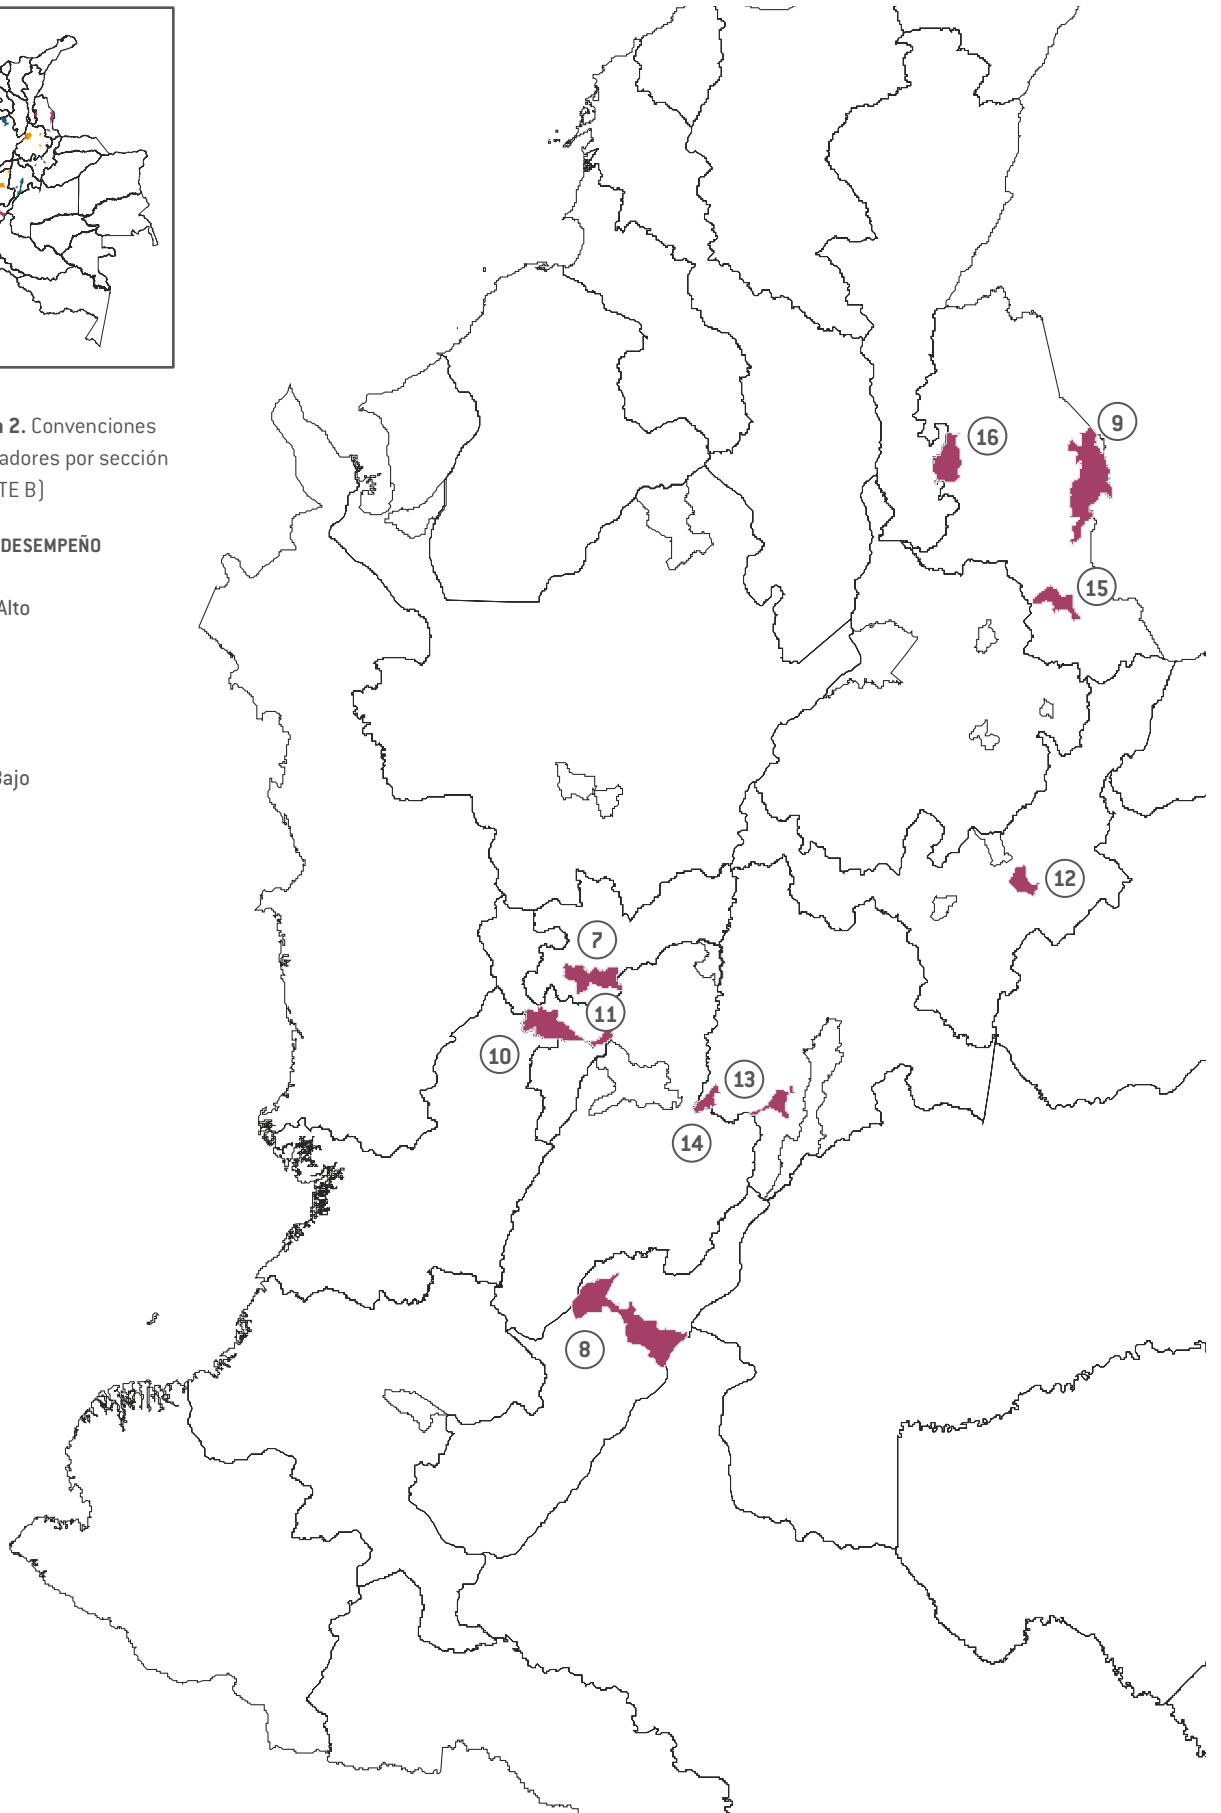 2. Convenciones
adores por sección
TE B)
DESEMPEÑO
Alto
Bajo
16
9
15
12
7
11
10
13
14
8